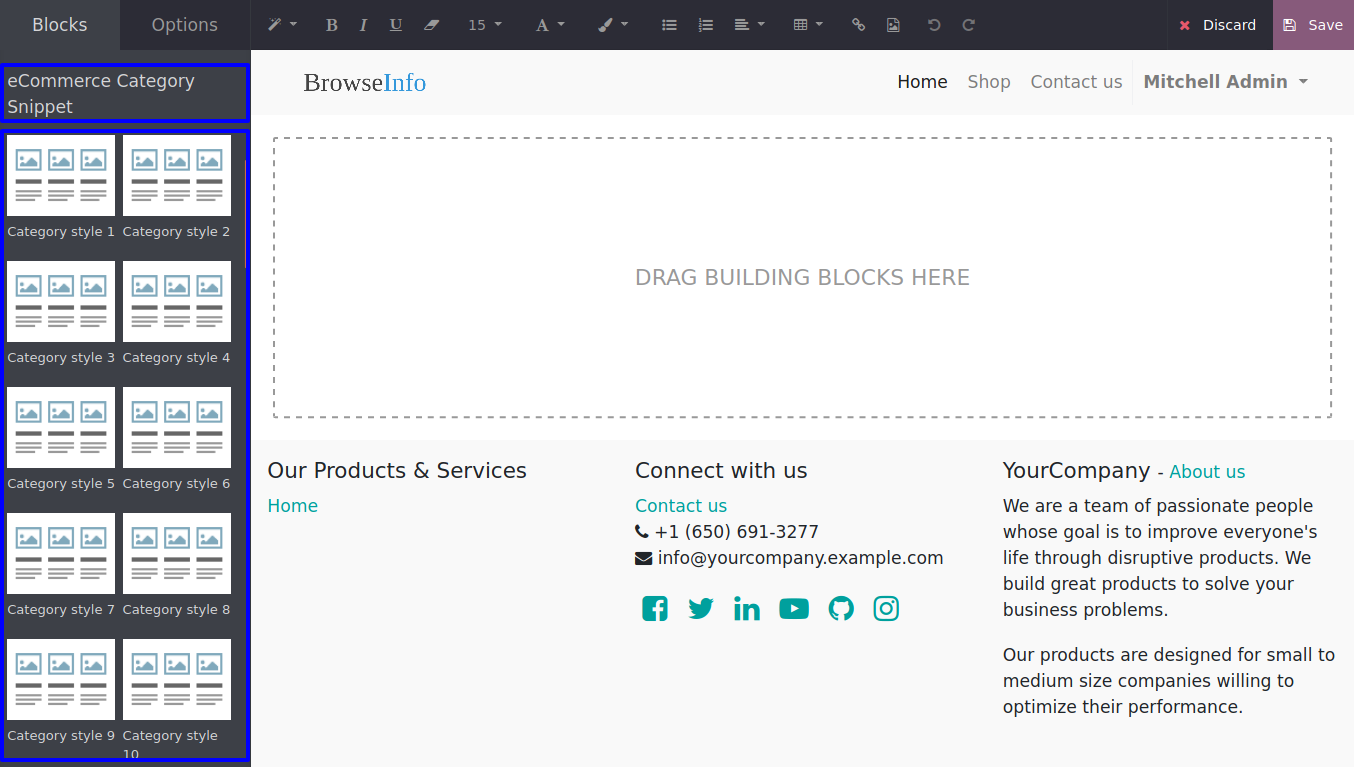 Blocks Options 15 A Discard Save
eCommerce Category
Snippet
BrowseInfo Home Shop Contact us Mitchell Admin
Category style 1 Category style 2
Category style 3 Category style 4
Category style 5 Category style 6
Category style 7 Category style 8
Category style 9 Category style
10
DRAG BUILDING BLOCKS HERE
Our Products & Services
Home
Connect with us
Contact us
+1 (650) 691-3277
info@yourcompany.example.com
YourCompany - About us
We are a team of passionate people
whose goal is to improve everyone's
life through disruptive products. We
build great products to solve your
business problems.
Our products are designed for small to
medium size companies willing to
optimize their performance.